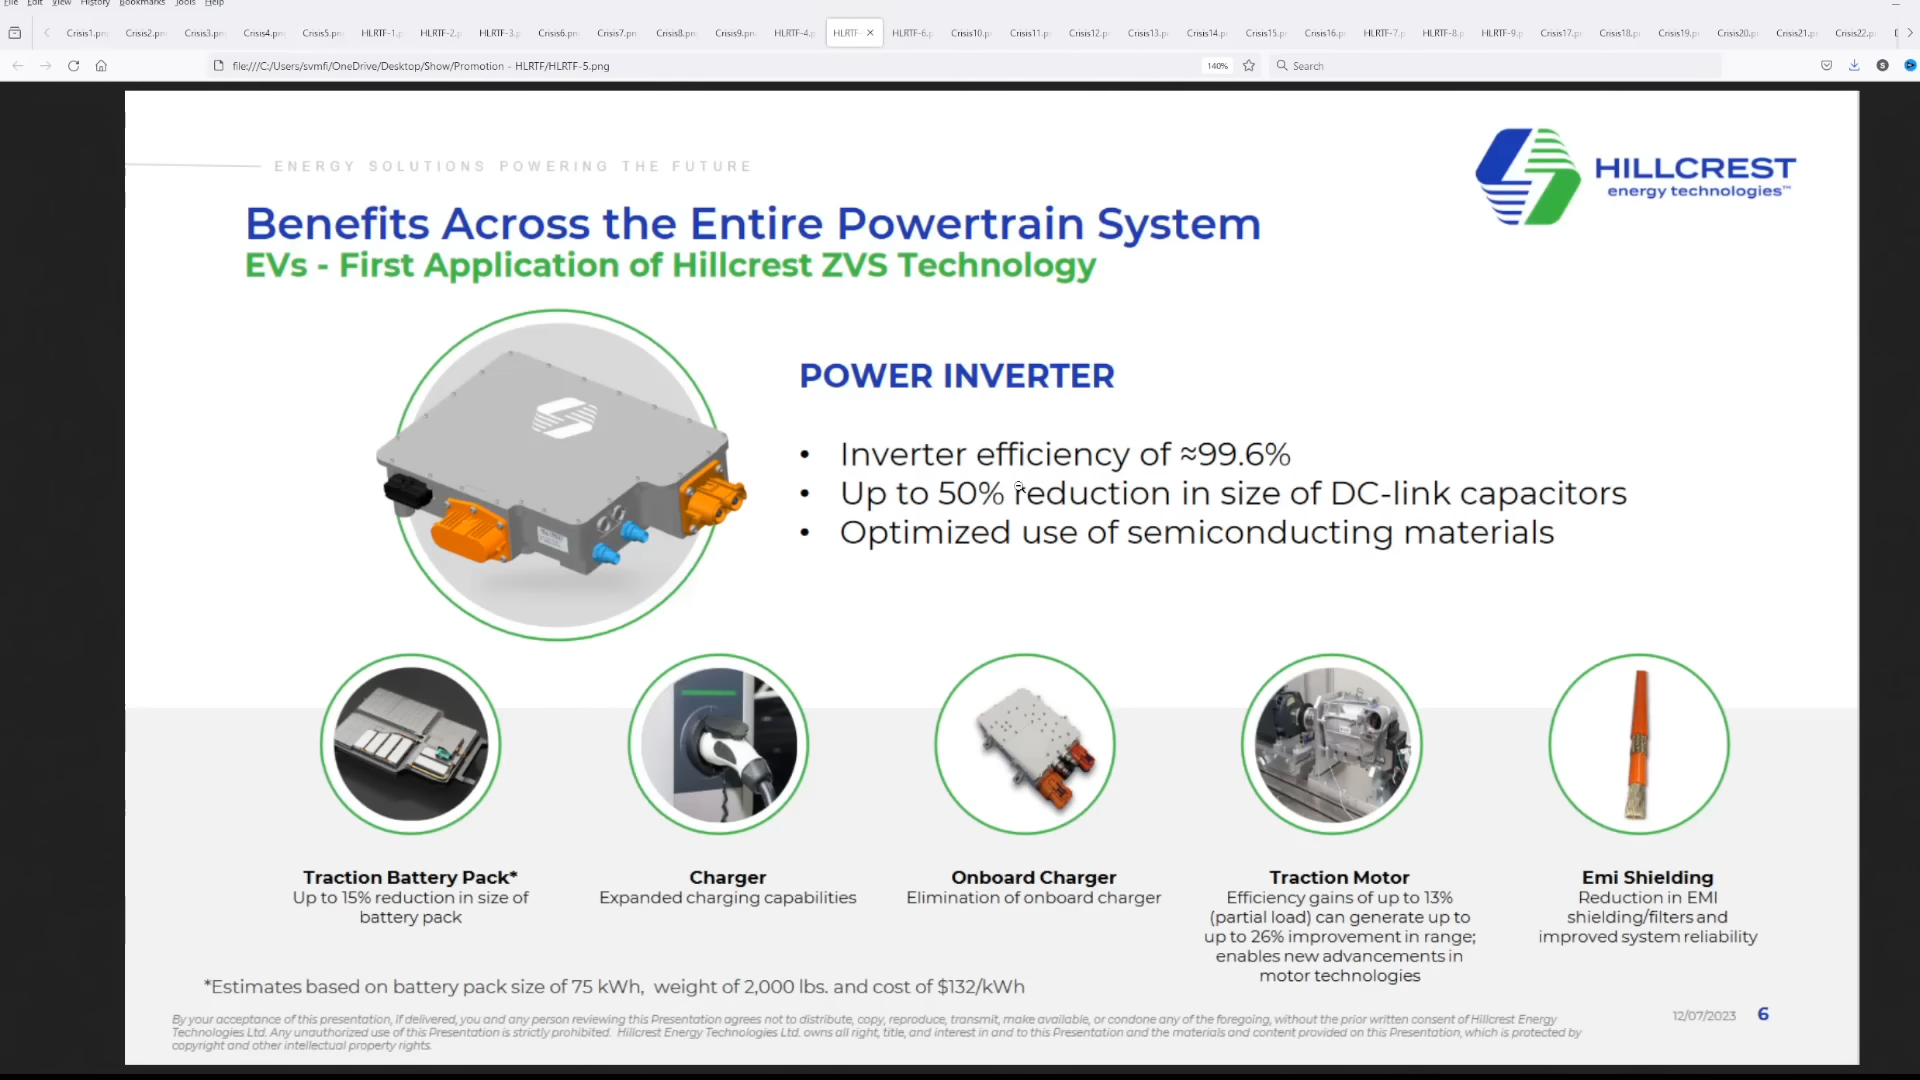 File Edit View History Bookmarks Tools Help
Crisis1.pn Crisis2.pn Crisis3.pn Crisis4.pn Crisis5.pn HLRTF-1.p HLRTF-2.p HLRTF-3.p Crisis6.pn Crisis7.pn Crisis8.pn Crisis9.pn HLRTF-4.p HLRTF- HLRTF-6.p Crisis10.p Crisis11.p Crisis12.p Crisis13.p Crisis14.p Crisis15.p Crisis16.p HLRTF-7.p HLRTF-8.p HLRTF-9.p Crisis17.p Crisis18.p Crisis19.p Crisis20.p Crisis21.p Crisis22.p
file:///C:/Users/svmfi/OneDrive/Desktop/Show/Promotion - HLRTF/HLRTF-5.png 140% Search S
ENERGY SOLUTIONS POWERING THE FUTURE
HILLCREST
energy technologies™
Benefits Across the Entire Powertrain System
EVs - First Application of Hillcrest ZVS Technology
POWER INVERTER
• Inverter efficiency of ≈99.6%
• Up to 50% reduction in size of DC-link capacitors
• Optimized use of semiconducting materials
Traction Battery Pack*
Up to 15% reduction in size of
battery pack
Charger
Expanded charging capabilities
Onboard Charger
Elimination of onboard charger
Traction Motor
Efficiency gains of up to 13%
(partial load) can generate up to
up to 26% improvement in range;
enables new advancements in
motor technologies
Emi Shielding
Reduction in EMI
shielding/filters and
improved system reliability
*Estimates based on battery pack size of 75 kWh, weight of 2,000 lbs. and cost of $132/kWh
By your acceptance of this presentation, if delivered, you and any person reviewing this Presentation agrees not to distribute, copy, reproduce, transmit, make available, or condone any of the foregoing, without the prior written consent of Hillcrest Energy
Technologies Ltd. Any unauthorized use of this Presentation is strictly prohibited. Hillcrest Energy Technologies Ltd. owns all right, title, and interest in and to this Presentation and the materials and content provided on this Presentation, which is protected by
copyright and other intellectual property rights.
12/07/2023 6